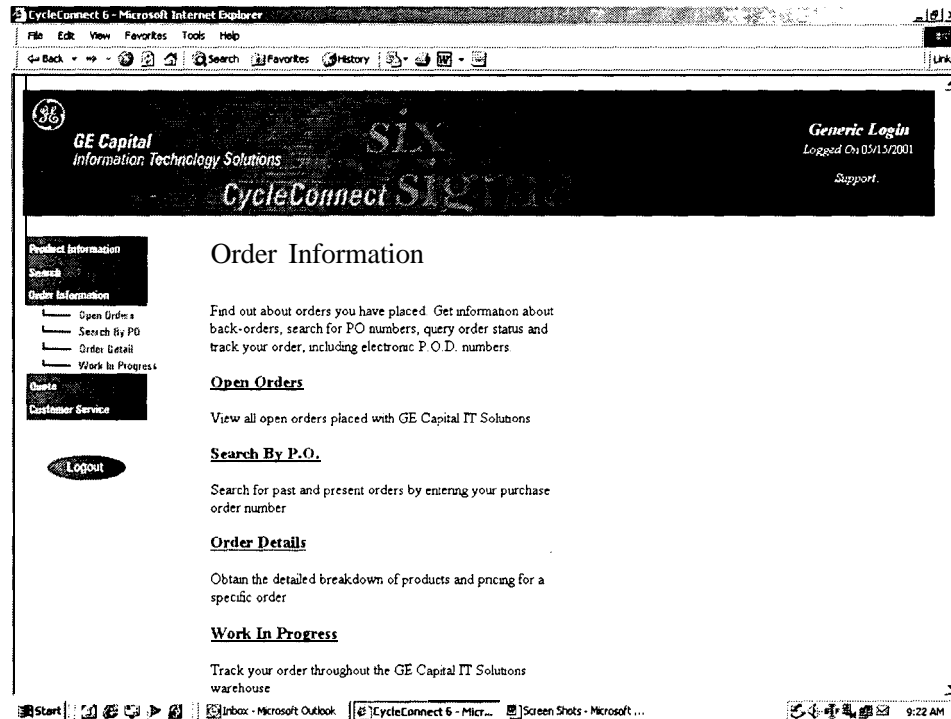 CycleConnect 6 - Microsoft Internet Explorer
File Edit View Favorites Tools Help
Back Search Favorites History
Link
GE
GE Capital
Information Technology Solutions
six
sigma
CycleConnect
Generic Login
Logged On 05/15/2001
Support.
Product Information
Search
Order Information
Open Orders
Search By PO
Order Detail
Work In Progress
Quote
Customer Service
Logout
Order Information
Find out about orders you have placed. Get information about
back-orders, search for PO numbers, query order status and
track your order, including electronic P.O.D. numbers
Open Orders
View all open orders placed with GE Capital IT Solutions
Search By P.O.
Search for past and present orders by entering your purchase
order number
Order Details
Obtain the detailed breakdown of products and pricing for a
specific order
Work In Progress
Track your order throughout the GE Capital IT Solutions
warehouse
Start Inbox - Microsoft Outlook CycleConnect 6 - Micr... Screen Shots - Microsoft ... 9:22 AM